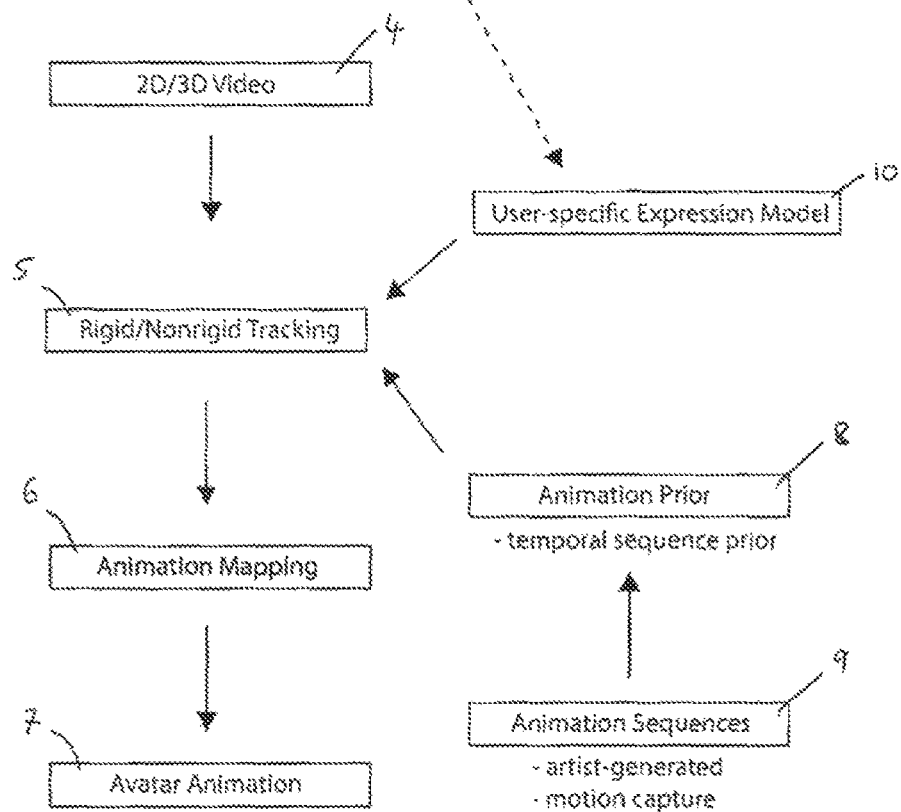 4
2D/3D Video
10
User-specific Expression Model
5
Rigid/Nonrigid Tracking
8
Animation Prior
- temporal sequence prior
6
Animation Mapping
9
Animation Sequences
- artist-generated
- motion capture
7
Avatar Animation